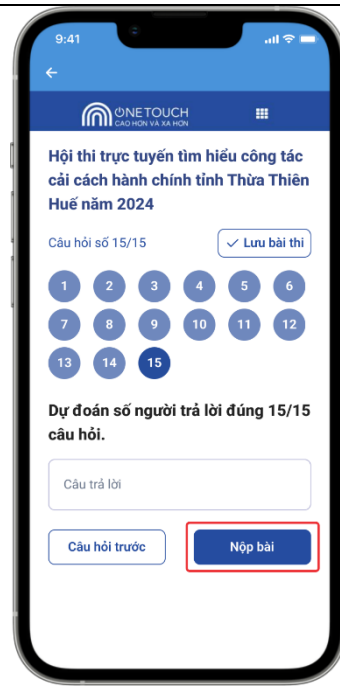 9:41
ONETOUCH
CAO HƠN VÀ XA HƠN
Hội thi trực tuyến tìm hiểu công tác
cải cách hành chính tỉnh Thừa Thiên
Huế năm 2024
Câu hỏi số 15/15
Lưu bài thi
1 2 3 4 5 6
7 8 9 10 11 12
13 14 15
Dự đoán số người trả lời đúng 15/15
câu hỏi.
Câu trả lời
Câu hỏi trước
Nộp bài